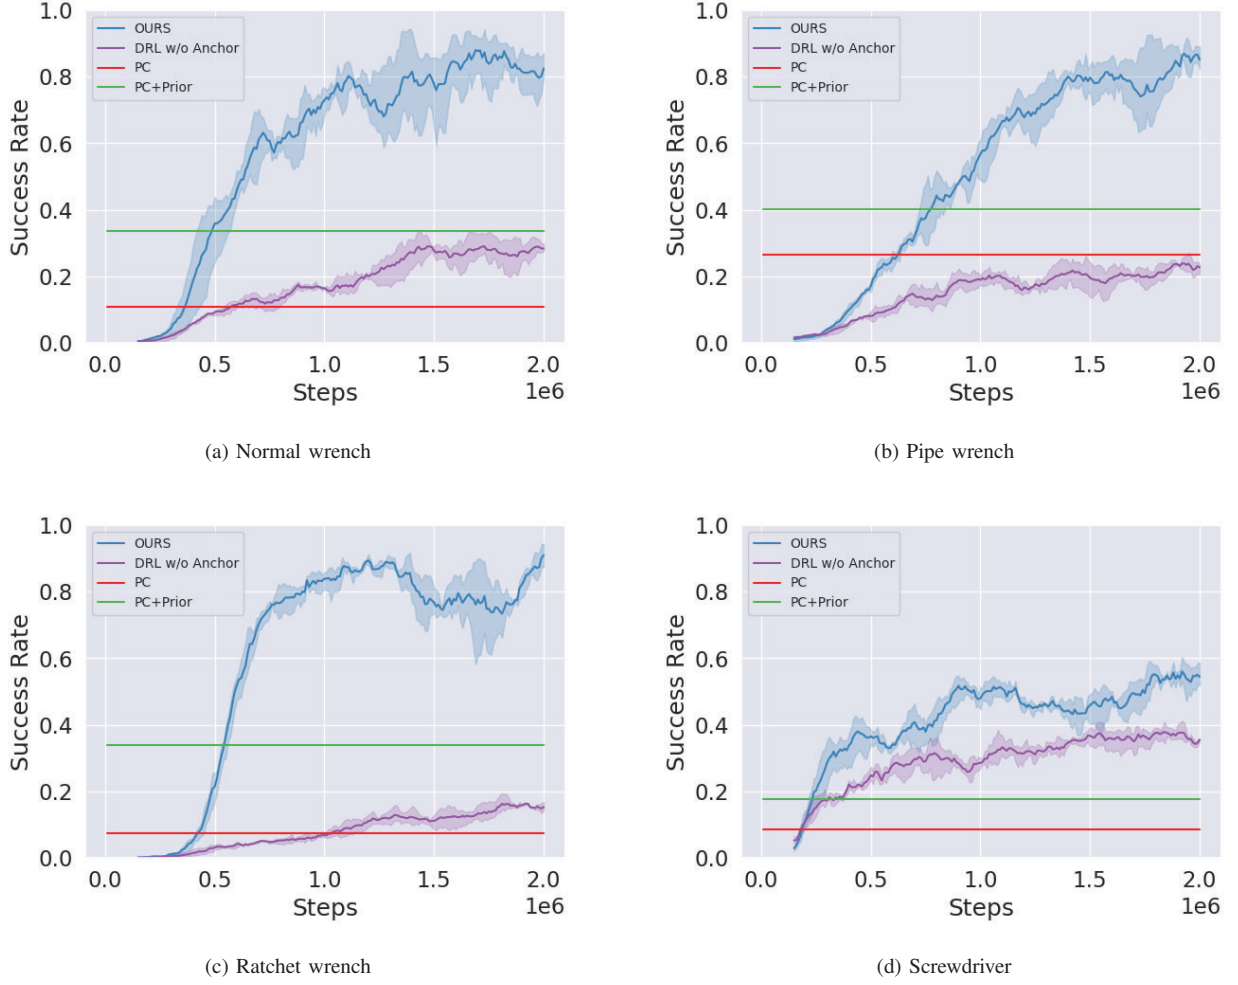 1.0
0.8
0.6
0.4
0.2
0.0
Success Rate
OURS
DRL w/o Anchor
PC
PC+Prior
0.0 0.5 1.0 1.5 2.0
Steps
1e6
(a) Normal wrench
1.0
0.8
0.6
0.4
0.2
0.0
Success Rate
OURS
DRL w/o Anchor
PC
PC+Prior
0.0 0.5 1.0 1.5 2.0
Steps
1e6
(b) Pipe wrench
1.0
0.8
0.6
0.4
0.2
0.0
Success Rate
OURS
DRL w/o Anchor
PC
PC+Prior
0.0 0.5 1.0 1.5 2.0
Steps
1e6
(c) Ratchet wrench
1.0
0.8
0.6
0.4
0.2
0.0
Success Rate
OURS
DRL w/o Anchor
PC
PC+Prior
0.0 0.5 1.0 1.5 2.0
Steps
1e6
(d) Screwdriver